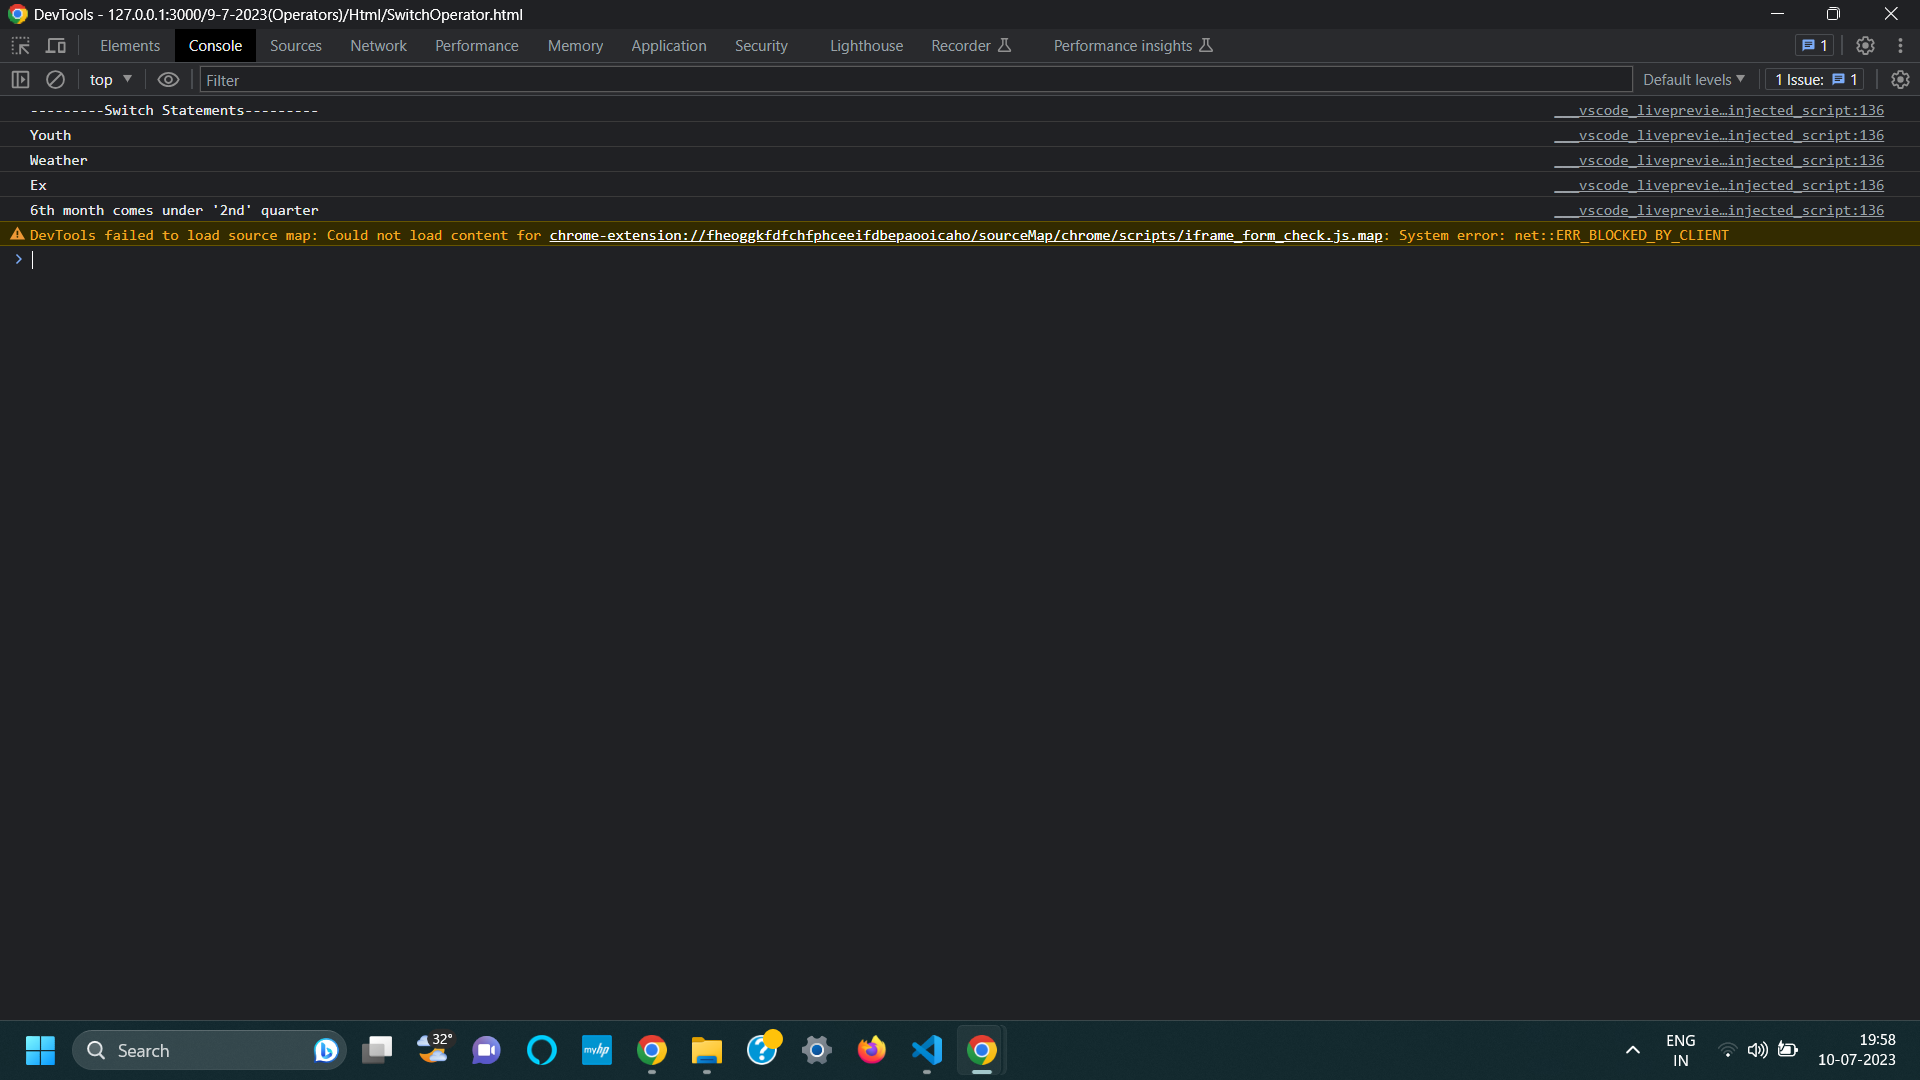 DevTools - 127.0.0.1:3000/9-7-2023(Operators)/Html/SwitchOperator.html
Elements Console Sources Network Performance Memory Application Security Lighthouse Recorder Performance insights 1
top Filter Default levels 1 Issue: 1
---------Switch Statements--------- ___vscode_liveprevie…injected_script:136
Youth ___vscode_liveprevie…injected_script:136
Weather ___vscode_liveprevie…injected_script:136
Ex ___vscode_liveprevie…injected_script:136
6th month comes under '2nd' quarter ___vscode_liveprevie…injected_script:136
DevTools failed to load source map: Could not load content for chrome-extension://fheoggkfdfchfphceeifdbepaooicaho/sourceMap/chrome/scripts/iframe_form_check.js.map: System error: net::ERR_BLOCKED_BY_CLIENT
Search 32° myhp ENG 19:58
IN 10-07-2023